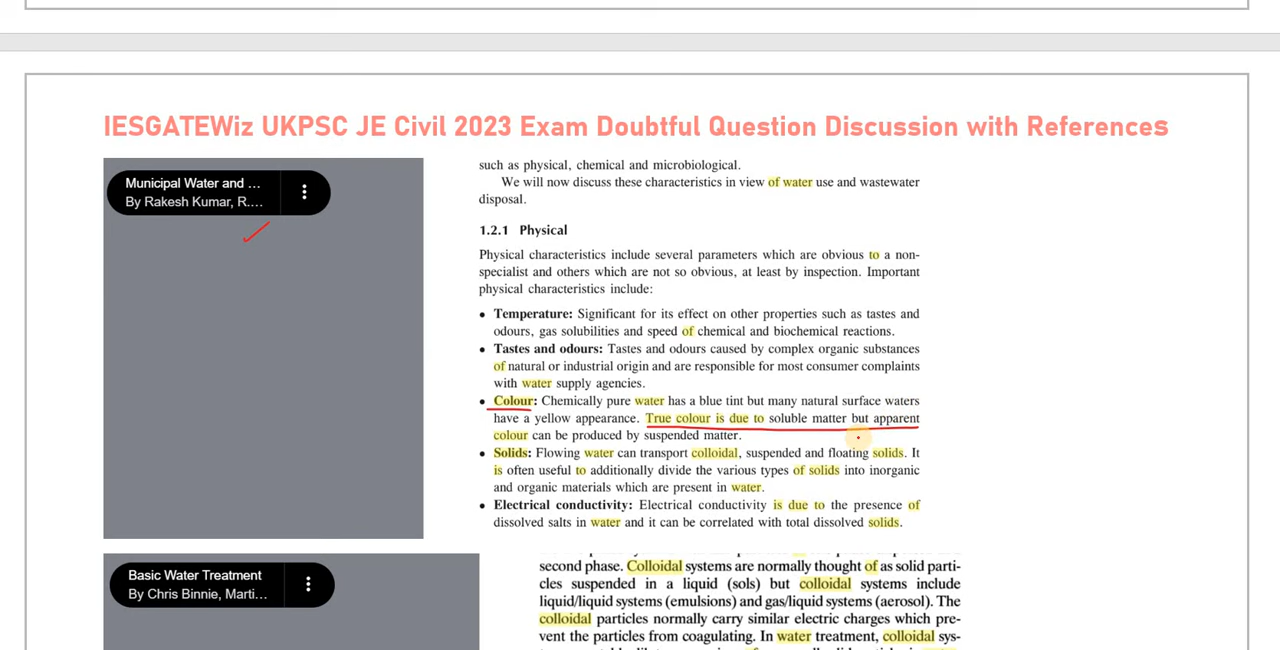 IESGATEWiz UKPSC JE Civil 2023 Exam Doubtful Question Discussion with References
Municipal Water and ...
By Rakesh Kumar, R....
such as physical, chemical and microbiological.
We will now discuss these characteristics in view of water use and wastewater
disposal.
1.2.1 Physical
Physical characteristics include several parameters which are obvious to a non-
specialist and others which are not so obvious, at least by inspection. Important
physical characteristics include:
• Temperature: Significant for its effect on other properties such as tastes and
odours, gas solubilities and speed of chemical and biochemical reactions.
• Tastes and odours: Tastes and odours caused by complex organic substances
of natural or industrial origin and are responsible for most consumer complaints
with water supply agencies.
• Colour: Chemically pure water has a blue tint but many natural surface waters
have a yellow appearance. True colour is due to soluble matter but apparent
colour can be produced by suspended matter.
• Solids: Flowing water can transport colloidal, suspended and floating solids. It
is often useful to additionally divide the various types of solids into inorganic
and organic materials which are present in water.
• Electrical conductivity: Electrical conductivity is due to the presence of
dissolved salts in water and it can be correlated with total dissolved solids.
Basic Water Treatment
By Chris Binnie, Marti...
second phase. Colloidal systems are normally thought of as solid parti-
cles suspended in a liquid (sols) but colloidal systems include
liquid/liquid systems (emulsions) and gas/liquid systems (aerosol). The
colloidal particles normally carry similar electric charges which pre-
vent the particles from coagulating. In water treatment, colloidal sys-